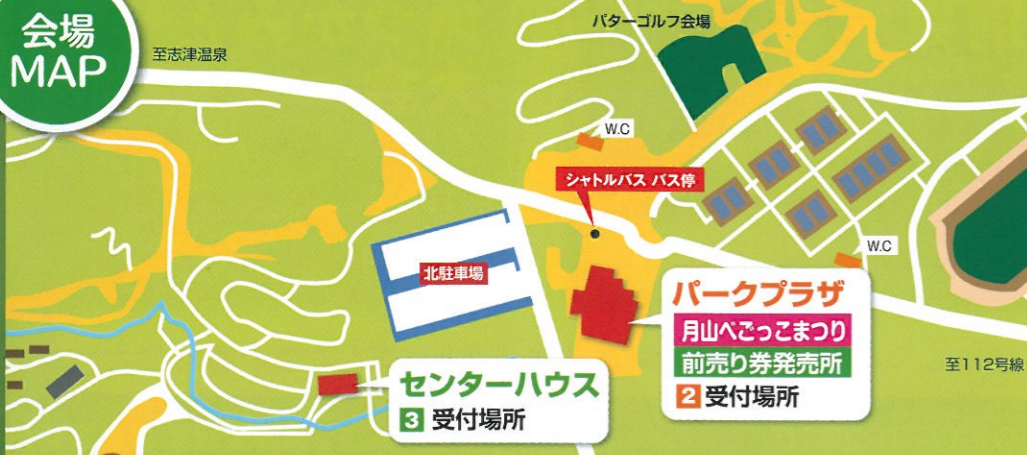 会場
MAP
至志津温泉
パターゴルフ会場
W.C
シャトルバス バス停
北駐車場
W.C
パークプラザ
月山べごっこまつり
前売り券発売所
2 受付場所
至112号線
センターハウス
3 受付場所